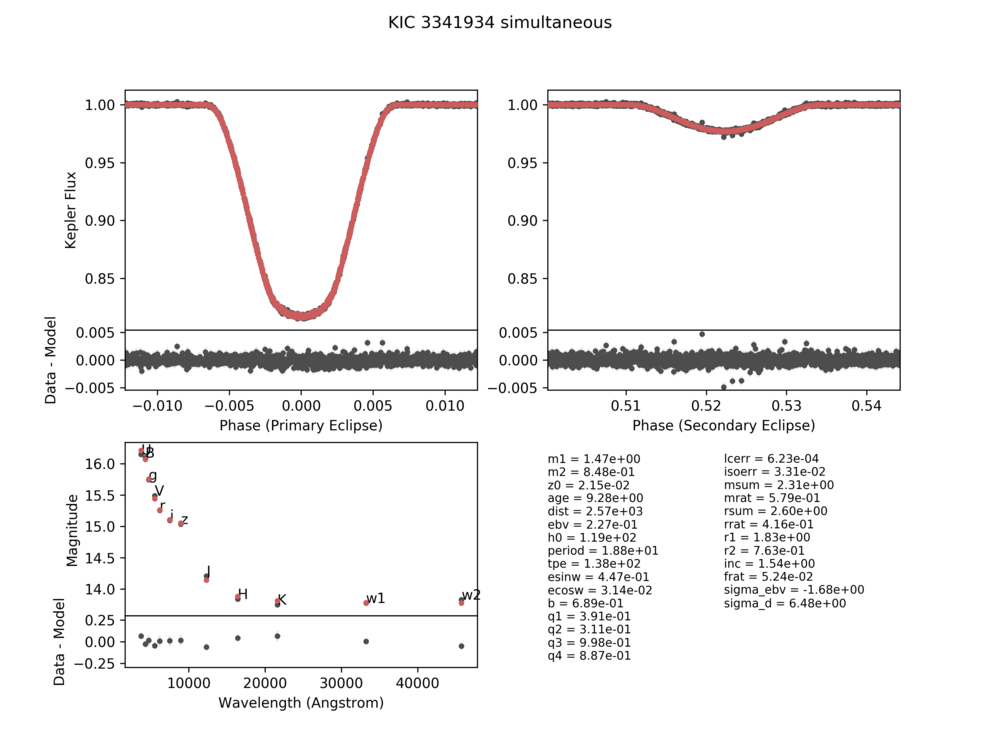 KIC 3341934 simultaneous
1.00
0.95
0.90
0.85
Kepler Flux
0.005
0.000
−0.005
Data - Model
−0.010 −0.005 0.000 0.005 0.010
Phase (Primary Eclipse)
1.00
0.95
0.90
0.85
0.005
0.000
−0.005
0.51 0.52 0.53 0.54
Phase (Secondary Eclipse)
16.0
15.5
15.0
14.5
14.0
Magnitude
B
g
V
r
i
z
J
H
K
w1
w2
0.25
0.00
−0.25
Data - Model
10000 20000 30000 40000
Wavelength (Angstrom)
m1 = 1.47e+00
m2 = 8.48e-01
z0 = 2.15e-02
age = 9.28e+00
dist = 2.57e+03
ebv = 2.27e-01
h0 = 1.19e+02
period = 1.88e+01
tpe = 1.38e+02
esinw = 4.47e-01
ecosw = 3.14e-02
b = 6.89e-01
q1 = 3.91e-01
q2 = 3.11e-01
q3 = 9.98e-01
q4 = 8.87e-01
lcerr = 6.23e-04
isoerr = 3.31e-02
msum = 2.31e+00
mrat = 5.79e-01
rsum = 2.60e+00
rrat = 4.16e-01
r1 = 1.83e+00
r2 = 7.63e-01
inc = 1.54e+00
frat = 5.24e-02
sigma_ebv = -1.68e+00
sigma_d = 6.48e+00